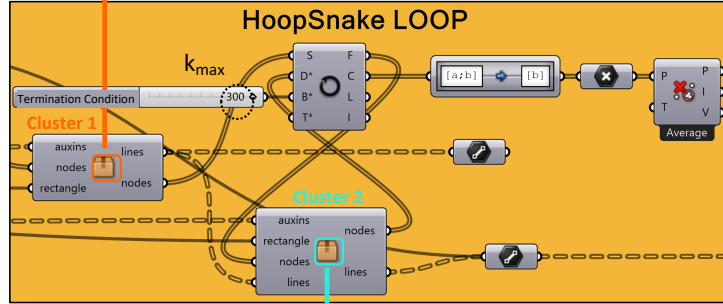 HoopSnake LOOP
kmax
S F
D* C
B* L
T* I
[a;b] [b]
P P
I
T V
Average
Termination Condition 300
Cluster 1
auxins lines
nodes
rectangle nodes
Cluster 2
auxins
nodes
rectangle
nodes
lines lines